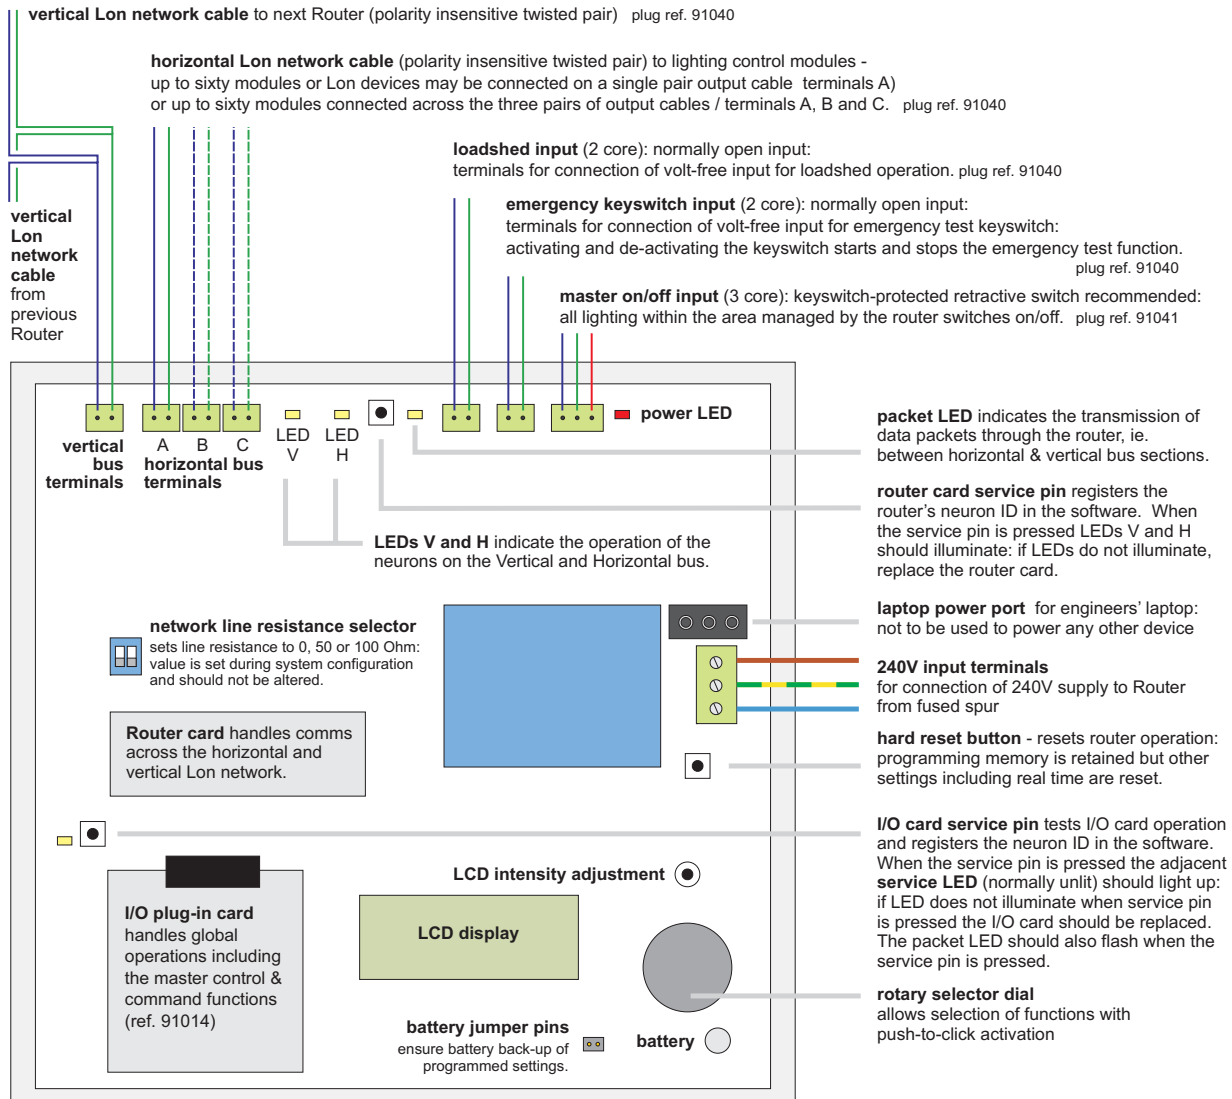 vertical Lon network cable to next Router (polarity insensitive twisted pair) plug ref. 91040
horizontal Lon network cable (polarity insensitive twisted pair) to lighting control modules -
up to sixty modules or Lon devices may be connected on a single pair output cable terminals A)
or up to sixty modules connected across the three pairs of output cables / terminals A, B and C. plug ref. 91040
loadshed input (2 core): normally open input:
terminals for connection of volt-free input for loadshed operation. plug ref. 91040
emergency keyswitch input (2 core): normally open input:
terminals for connection of volt-free input for emergency test keyswitch:
activating and de-activating the keyswitch starts and stops the emergency test function.
plug ref. 91040
master on/off input (3 core): keyswitch-protected retractive switch recommended:
all lighting within the area managed by the router switches on/off. plug ref. 91041
vertical
Lon
network
cable
from
previous
Router
vertical
bus
terminals
A B C
horizontal bus
terminals
LED
V
LED
H
power LED
packet LED indicates the transmission of
data packets through the router, ie.
between horizontal & vertical bus sections.
router card service pin registers the
router's neuron ID in the software. When
the service pin is pressed LEDs V and H
should illuminate: if LEDs do not illuminate,
replace the router card.
LEDs V and H indicate the operation of the
neurons on the Vertical and Horizontal bus.
network line resistance selector
sets line resistance to 0, 50 or 100 Ohm:
value is set during system configuration
and should not be altered.
laptop power port for engineers' laptop:
not to be used to power any other device
240V input terminals
for connection of 240V supply to Router
from fused spur
Router card handles comms
across the horizontal and
vertical Lon network.
hard reset button - resets router operation:
programming memory is retained but other
settings including real time are reset.
I/O card service pin tests I/O card operation
and registers the neuron ID in the software.
When the service pin is pressed the adjacent
service LED (normally unlit) should light up:
if LED does not illuminate when service pin
is pressed the I/O card should be replaced.
The packet LED should also flash when the
service pin is pressed.
LCD intensity adjustment
I/O plug-in card
handles global
operations including
the master control &
command functions
(ref. 91014)
LCD display
rotary selector dial
allows selection of functions with
push-to-click activation
battery jumper pins
ensure battery back-up of
programmed settings.
battery